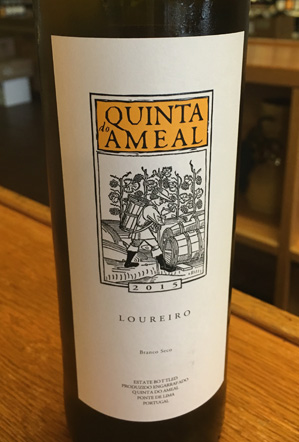 QUINTA
do AMEAL
2015
LOUREIRO
Branco Seco
ESTATE BOTTLED
PRODUZIDO ENGARRAFADO
QUINTA DO AMEAL
PONTE DE LIMA
PORTUGAL